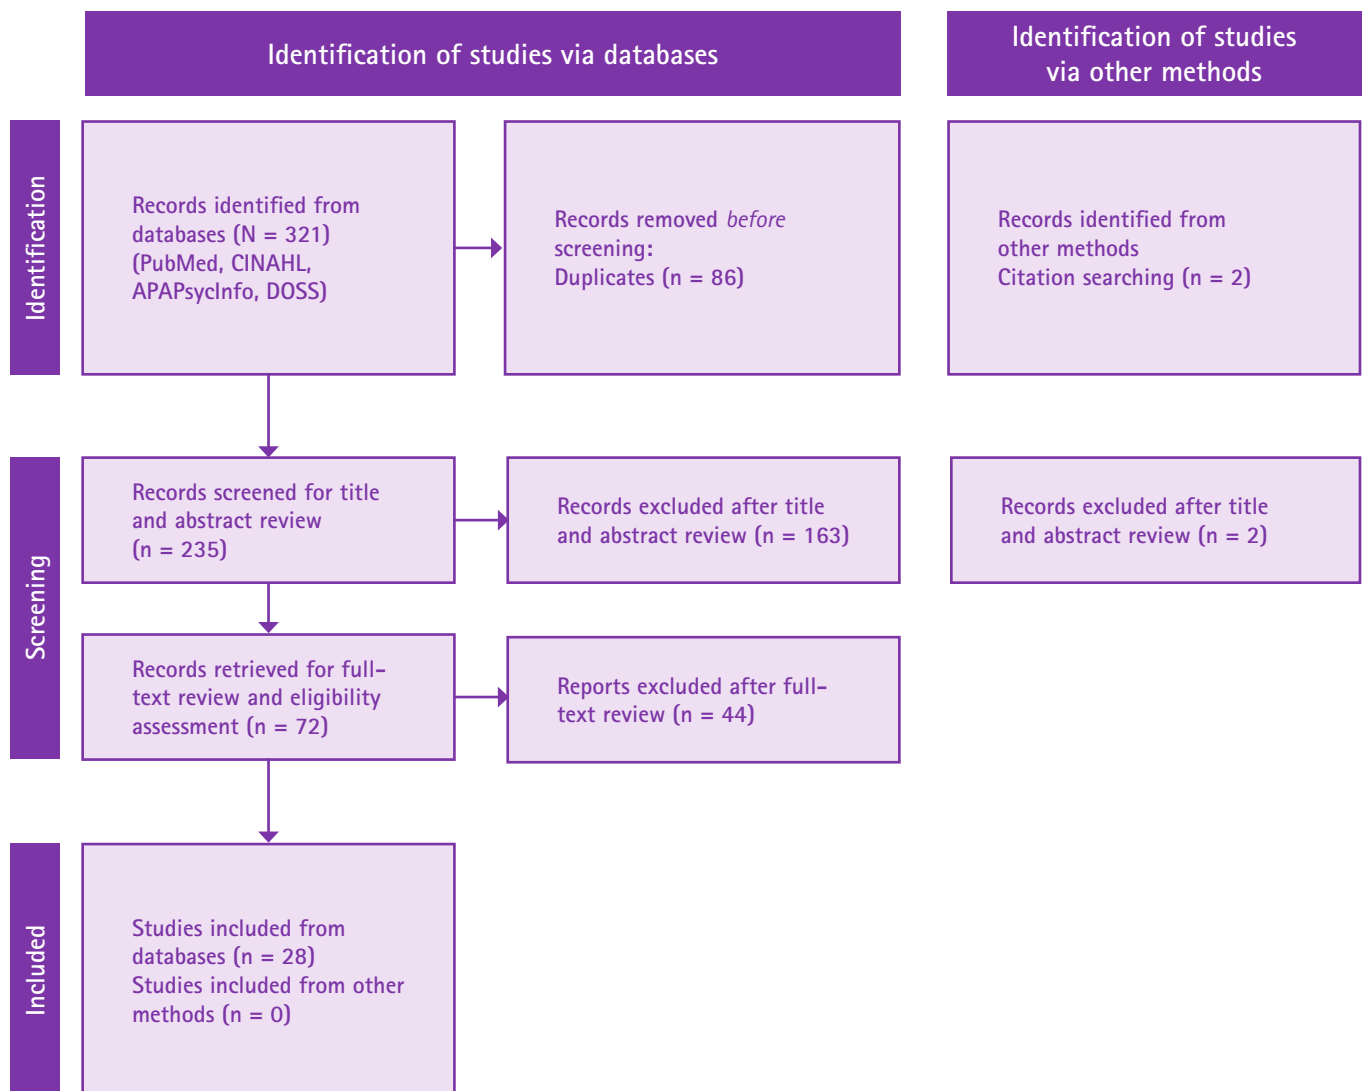 Identification of studies via databases
Identification of studies
via other methods
Identification
Records identified from
databases (N = 321)
(PubMed, CINAHL,
APAPsycInfo, DOSS)
Records removed before
screening:
Duplicates (n = 86)
Records identified from
other methods
Citation searching (n = 2)
Screening
Records screened for title
and abstract review
(n = 235)
Records excluded after title
and abstract review (n = 163)
Records excluded after title
and abstract review (n = 2)
Records retrieved for full-
text review and eligibility
assessment (n = 72)
Reports excluded after full-
text review (n = 44)
Included
Studies included from
databases (n = 28)
Studies included from other
methods (n = 0)